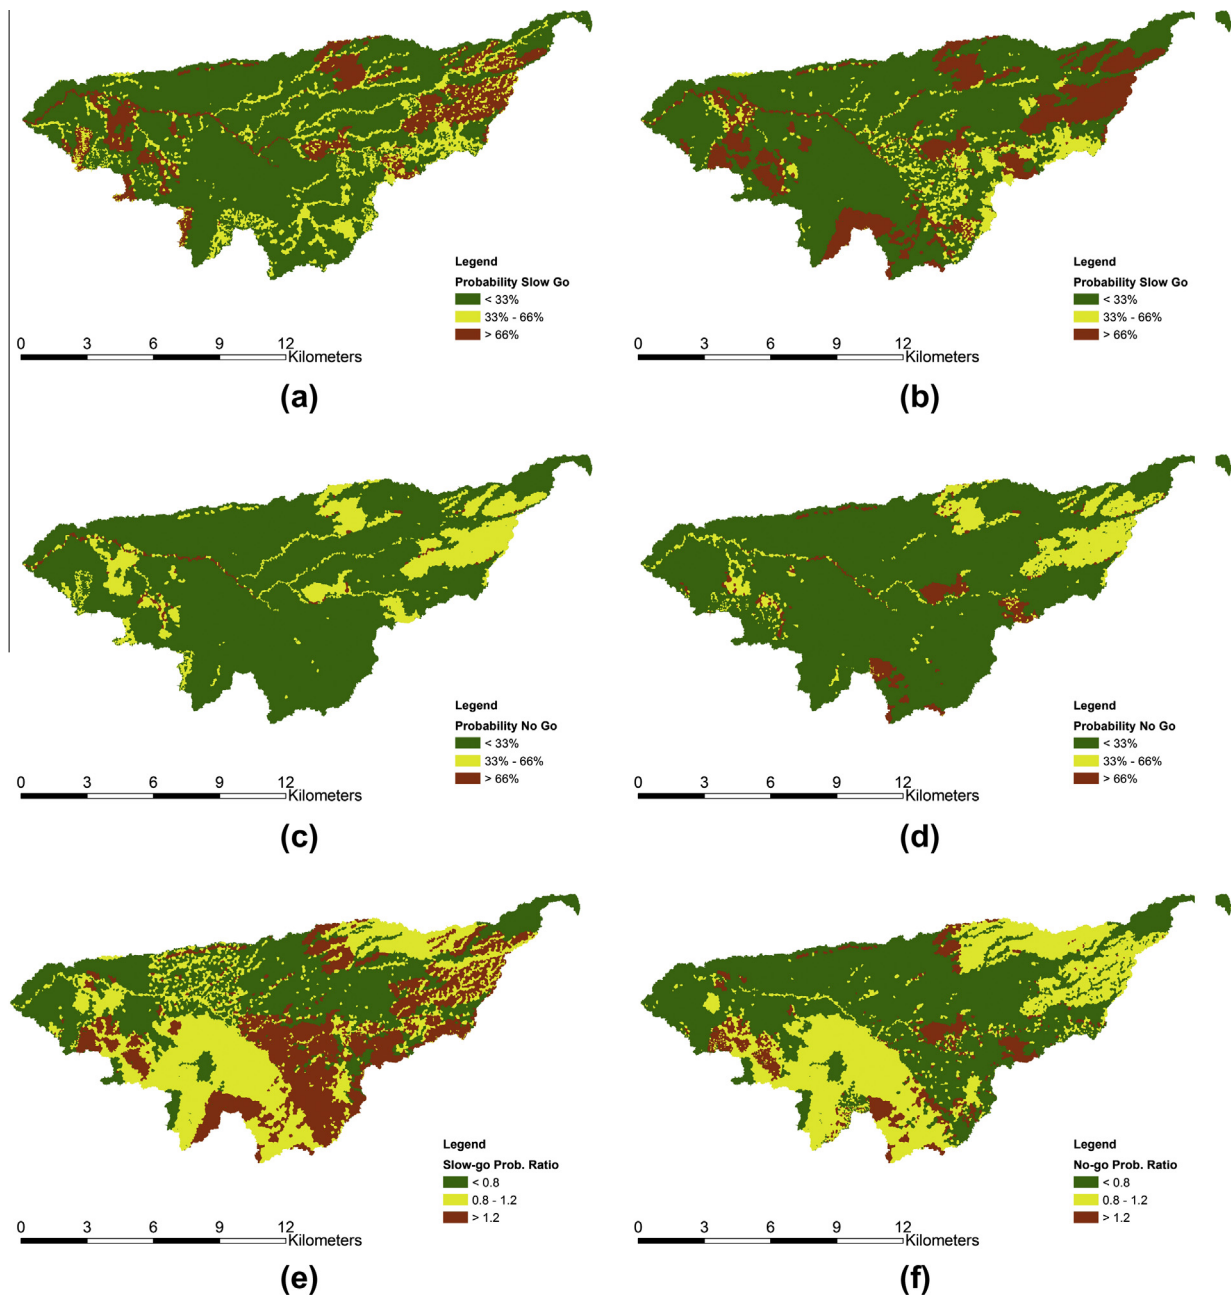 Legend
Probability Slow Go
< 33%
33% - 66%
> 66%
0 3 6 9 12
Kilometers
(a)
Legend
Probability Slow Go
< 33%
33% - 66%
> 66%
0 3 6 9 12
Kilometers
(b)
Legend
Probability No Go
< 33%
33% - 66%
> 66%
0 3 6 9 12
Kilometers
(c)
Legend
Probability No Go
< 33%
33% - 66%
> 66%
0 3 6 9 12
Kilometers
(d)
Legend
Slow-go Prob. Ratio
< 0.8
0.8 - 1.2
> 1.2
0 3 6 9 12
Kilometers
(e)
Legend
No-go Prob. Ratio
< 0.8
0.8 - 1.2
> 1.2
0 3 6 9 12
Kilometers
(f)